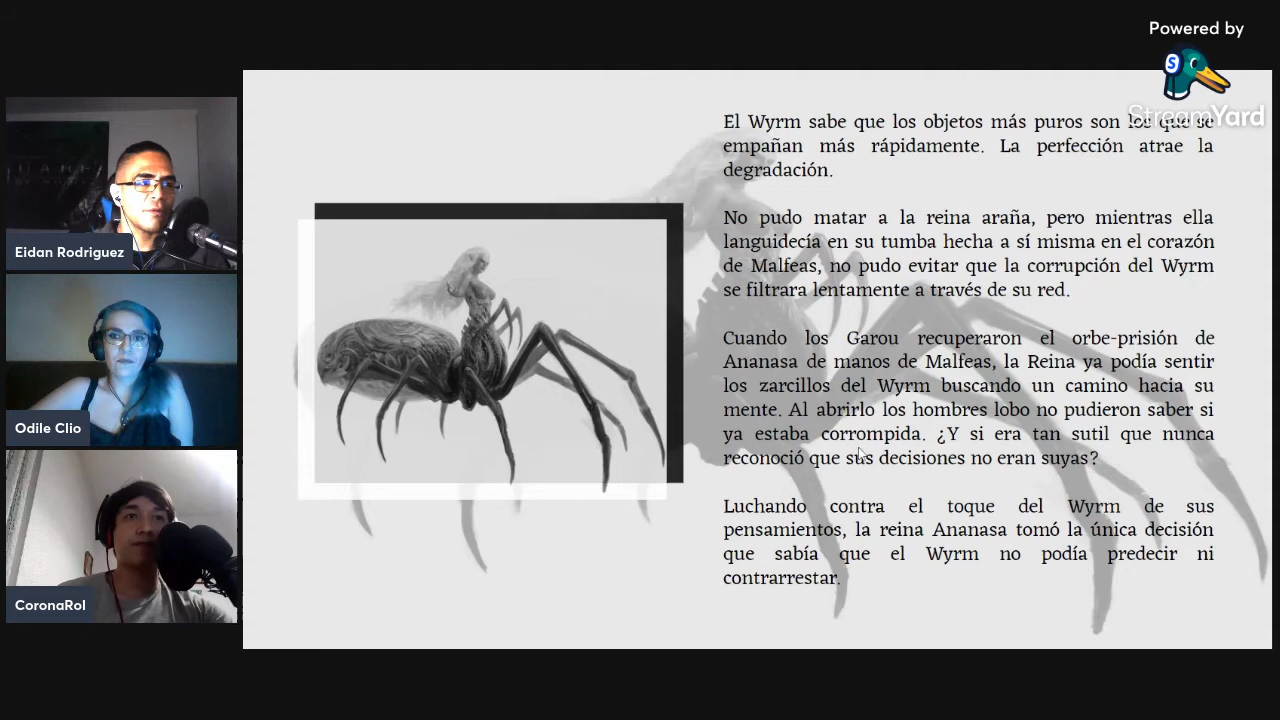 Powered by
StreamYard
Eidan Rodriguez
Odile Clio
CoronaRol
El Wyrm sabe que los objetos más puros son los que se
empañan más rápidamente. La perfección atrae la
degradación.
No pudo matar a la reina araña, pero mientras ella
languidecía en su tumba hecha a sí misma en el corazón
de Malfeas, no pudo evitar que la corrupción del Wyrm
se filtrara lentamente a través de su red.
Cuando los Garou recuperaron el orbe-prisión de
Ananasa de manos de Malfeas, la Reina ya podía sentir
los zarcillos del Wyrm buscando un camino hacia su
mente. Al abrirlo los hombres lobo no pudieron saber si
ya estaba corrompida. ¿Y si era tan sutil que nunca
reconoció que sus decisiones no eran suyas?
Luchando contra el toque del Wyrm de sus
pensamientos, la reina Ananasa tomó la única decisión
que sabía que el Wyrm no podía predecir ni
contrarrestar.